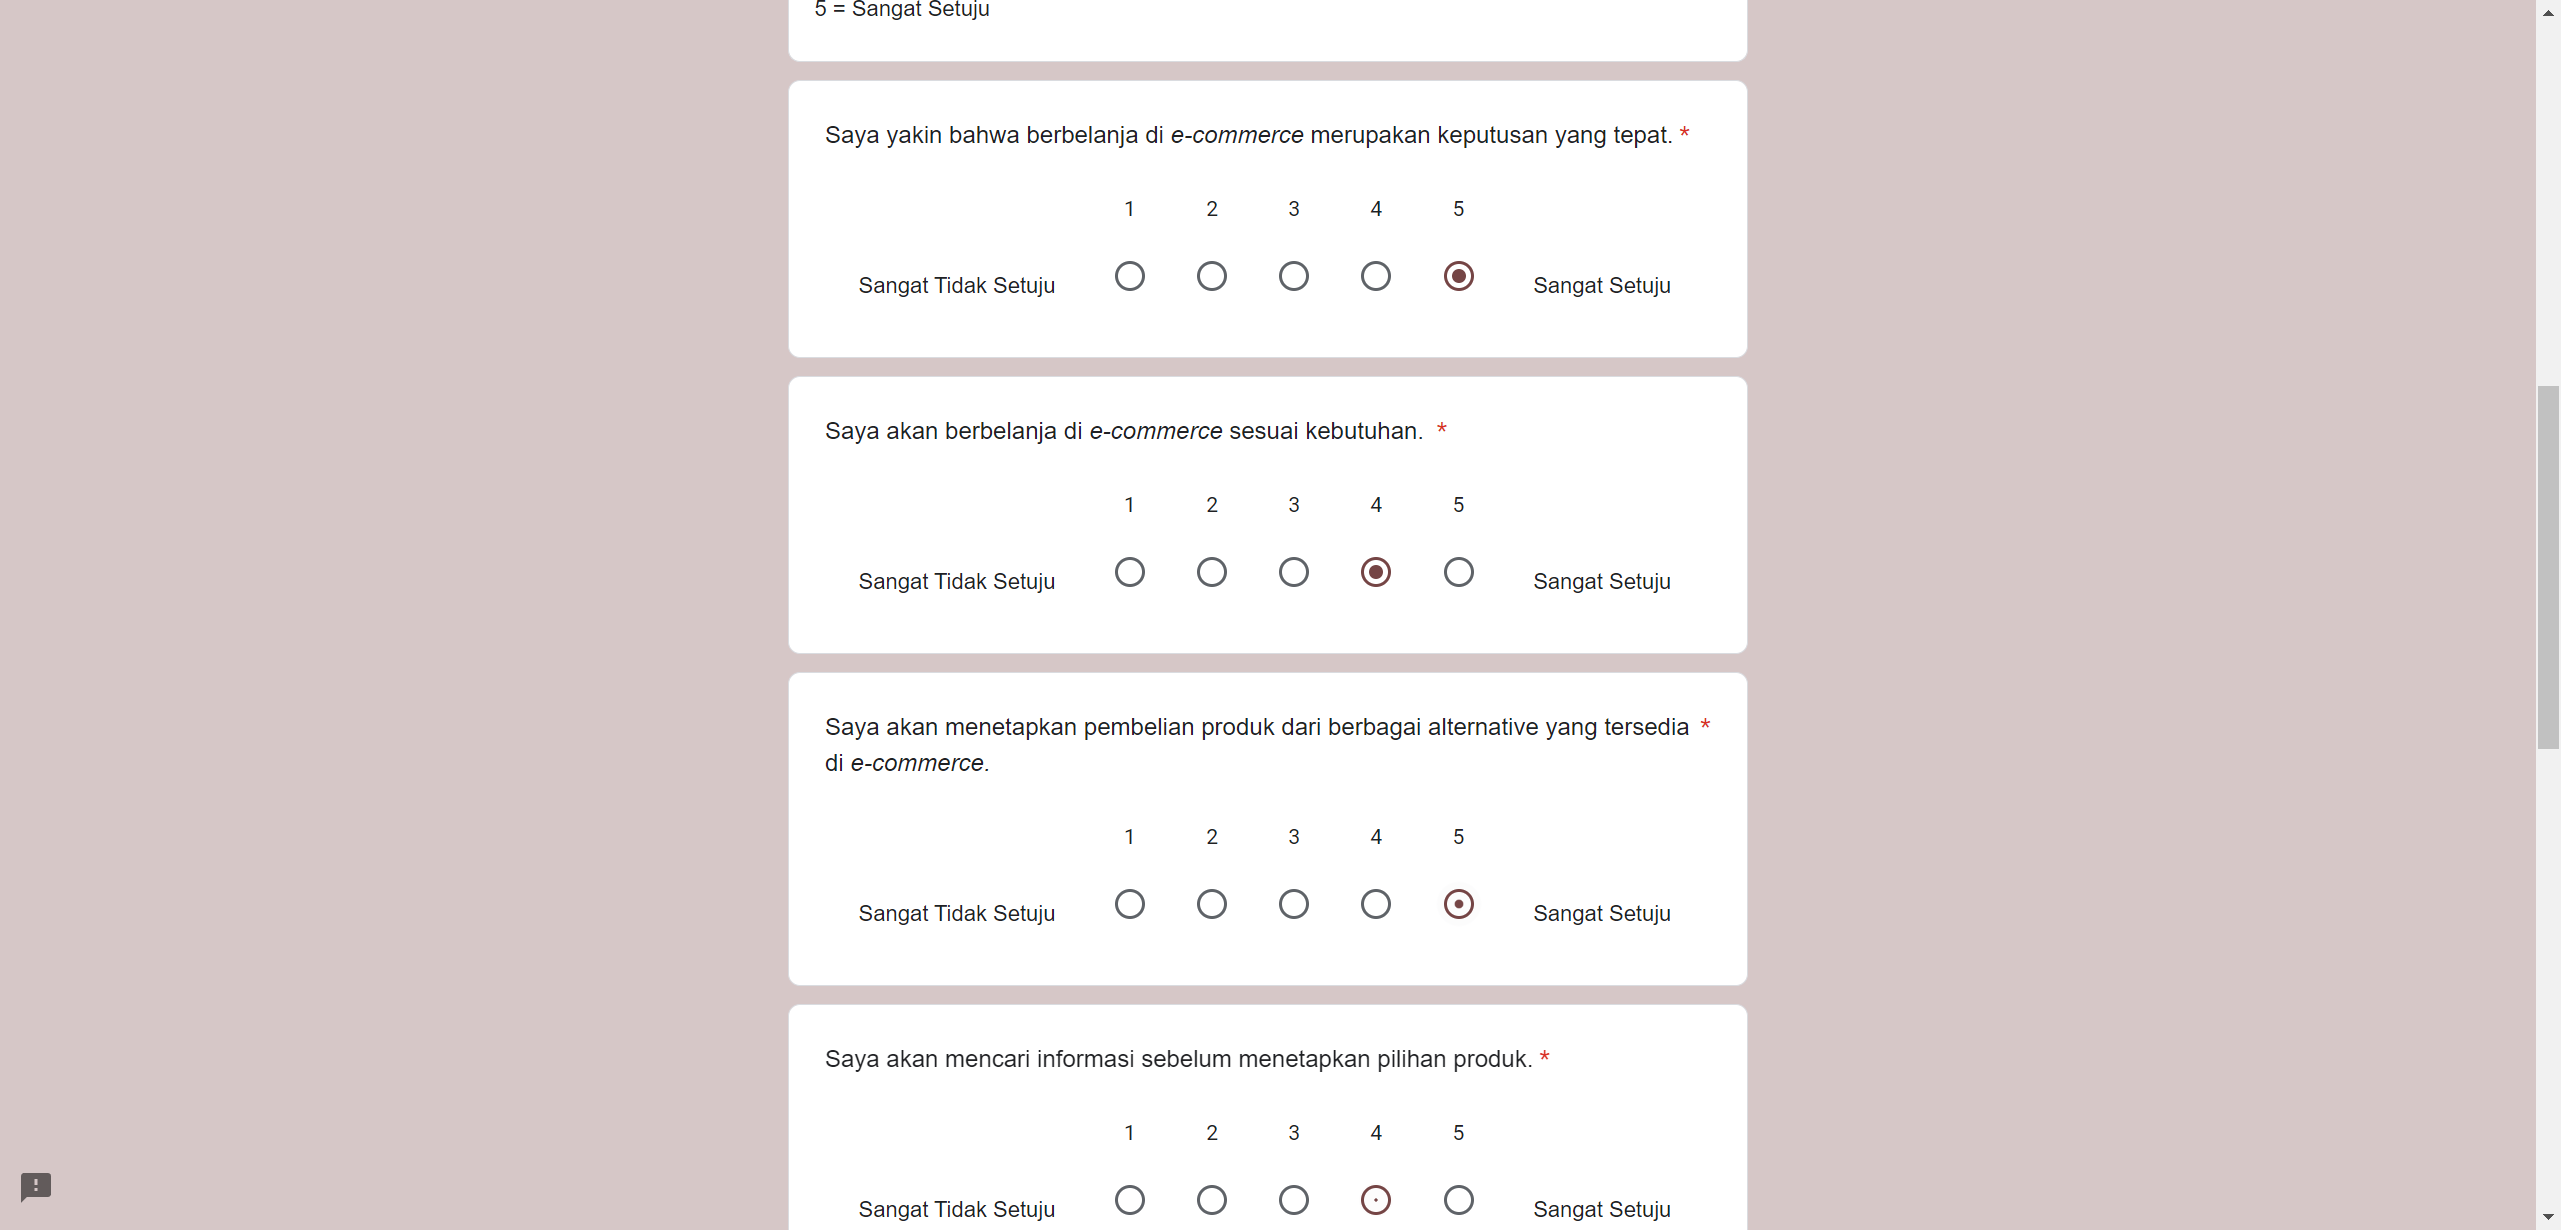 5 = Sangat Setuju
Saya yakin bahwa berbelanja di e-commerce merupakan keputusan yang tepat. *
1 2 3 4 5
Sangat Tidak Setuju Sangat Setuju
Saya akan berbelanja di e-commerce sesuai kebutuhan. *
1 2 3 4 5
Sangat Tidak Setuju Sangat Setuju
Saya akan menetapkan pembelian produk dari berbagai alternative yang tersedia *
di e-commerce.
1 2 3 4 5
Sangat Tidak Setuju Sangat Setuju
Saya akan mencari informasi sebelum menetapkan pilihan produk. *
1 2 3 4 5
Sangat Tidak Setuju Sangat Setuju